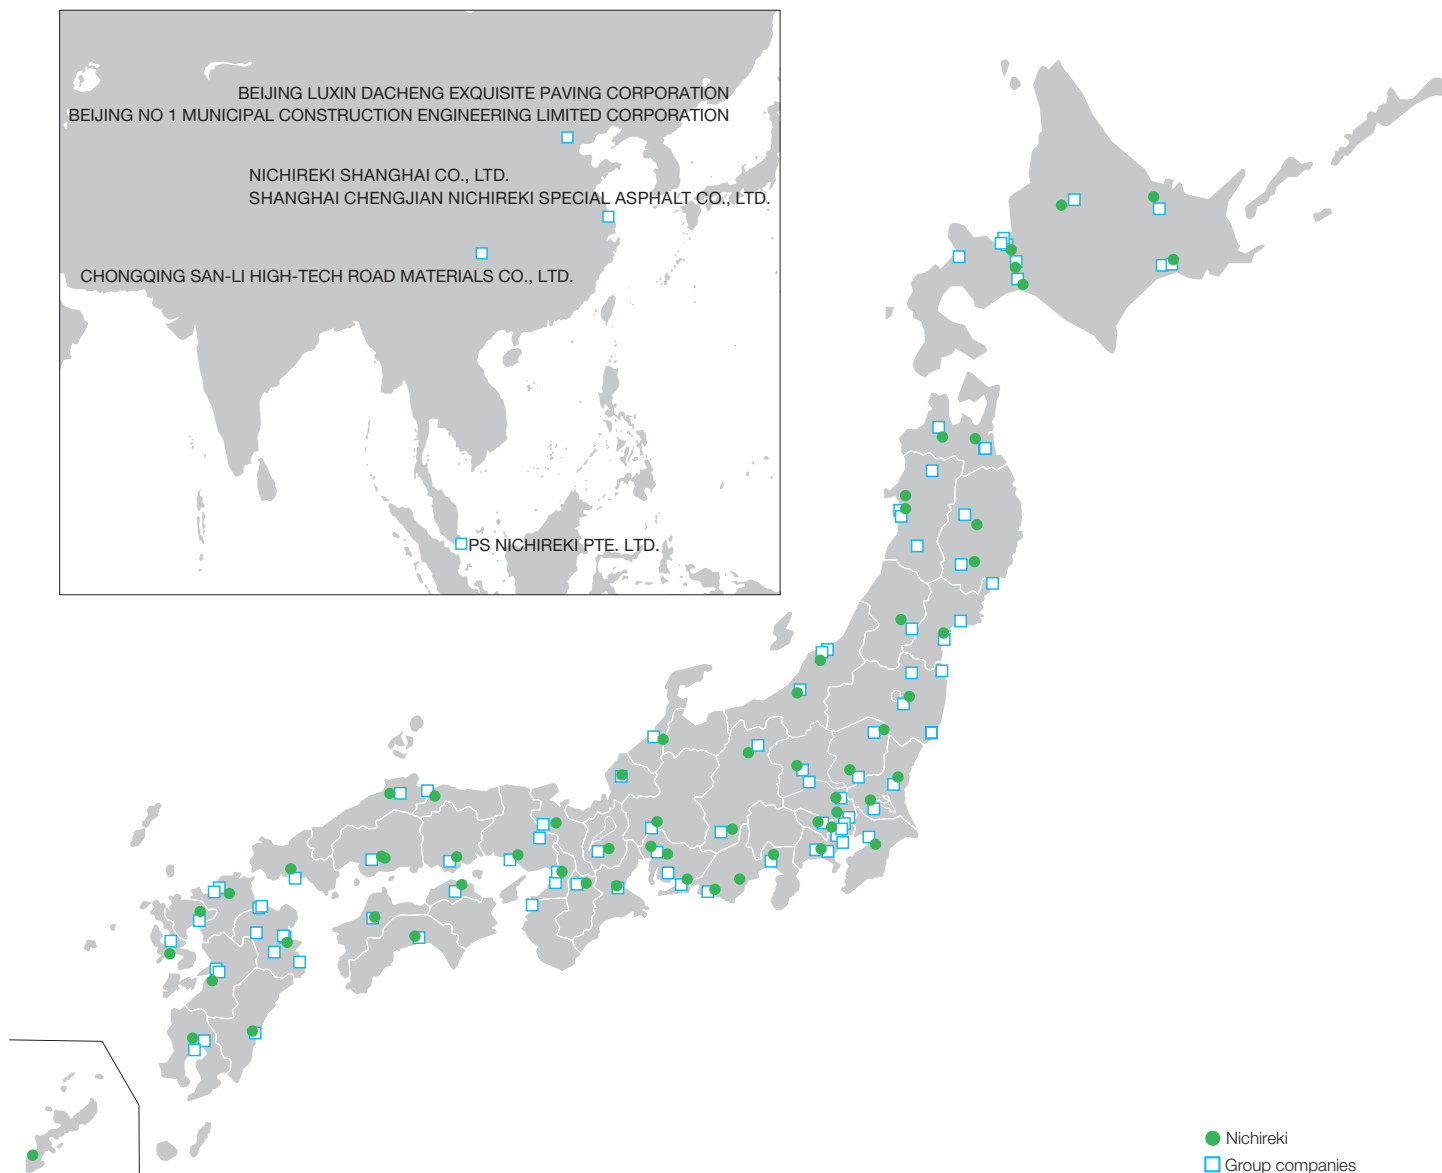 BEIJING LUXIN DACHENG EXQUISITE PAVING CORPORATION
BEIJING NO 1 MUNICIPAL CONSTRUCTION ENGINEERING LIMITED CORPORATION
NICHIREKI SHANGHAI CO., LTD.
SHANGHAI CHENGJIAN NICHIREKI SPECIAL ASPHALT CO., LTD.
CHONGQING SAN-LI HIGH-TECH ROAD MATERIALS CO., LTD.
PS NICHIREKI PTE. LTD.
Nichireki
Group companies